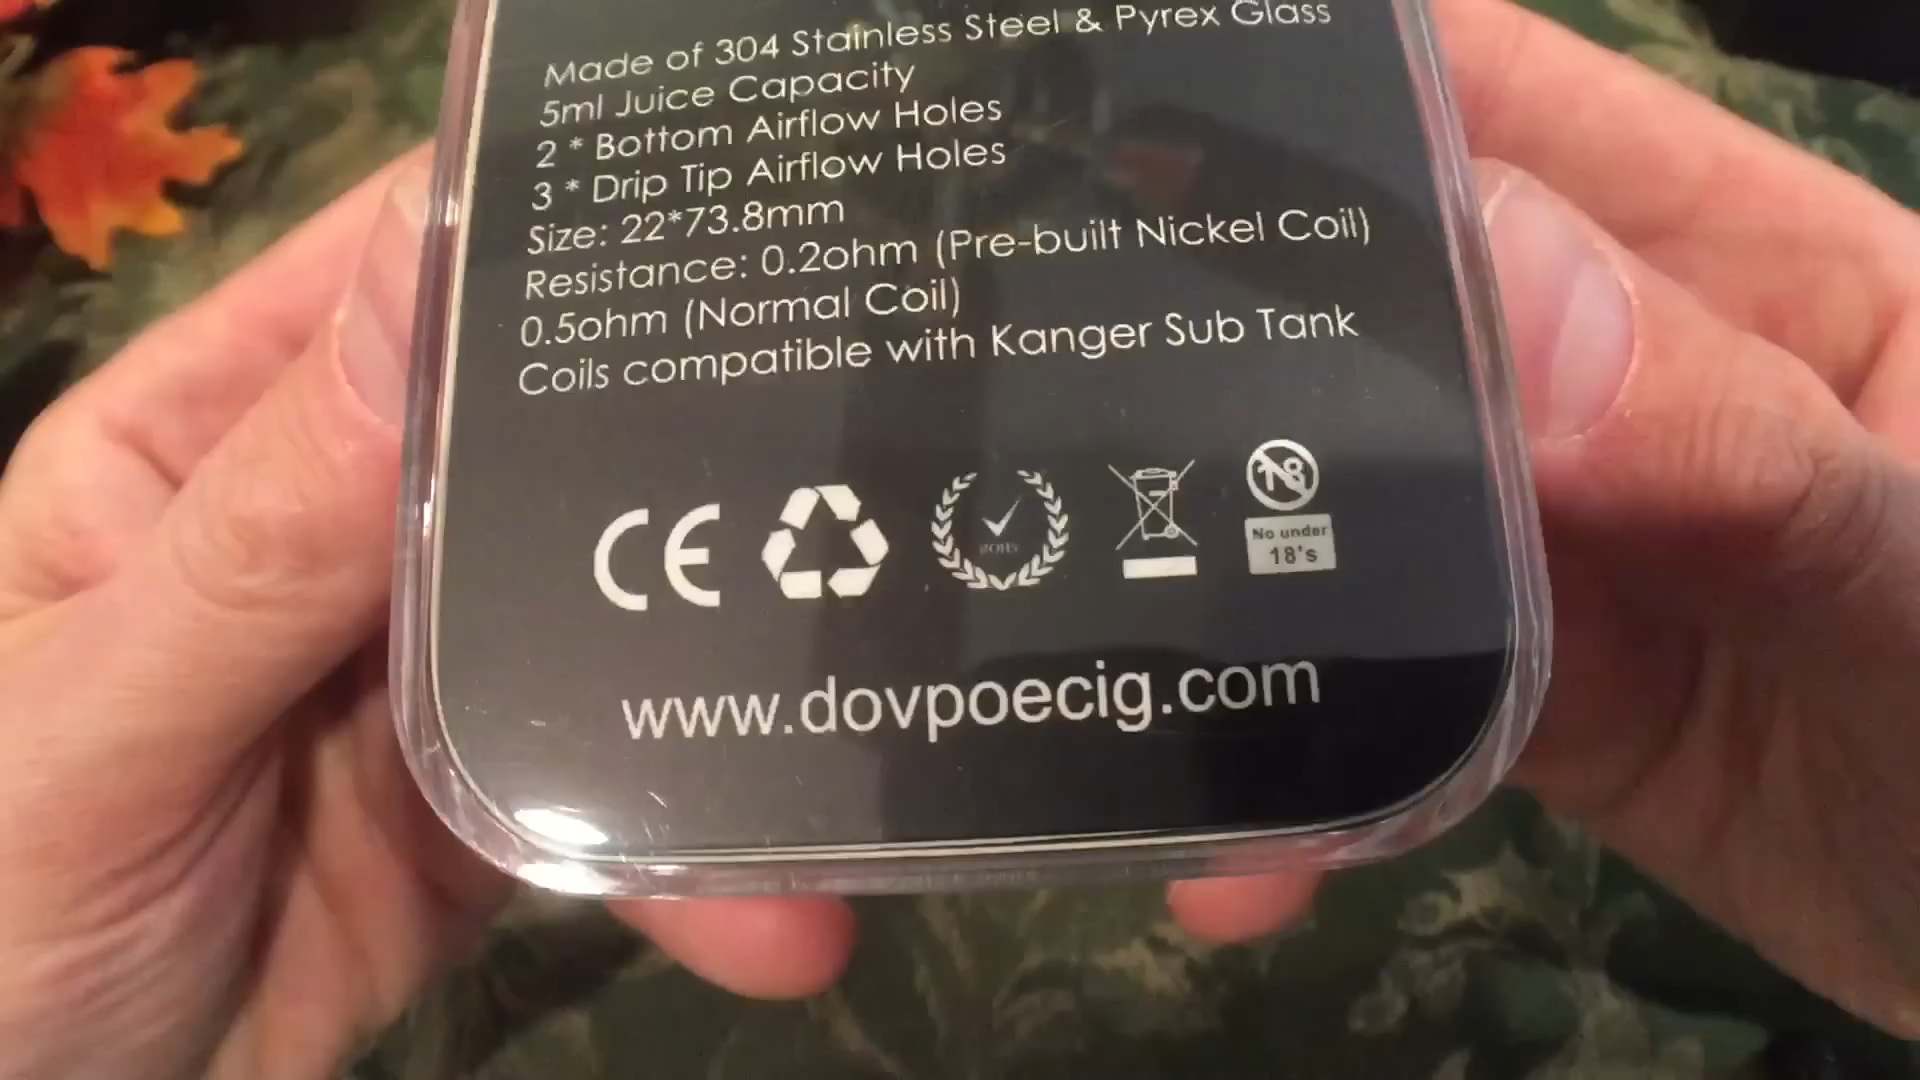 Made of 304 Stainless Steel & Pyrex Glass
5ml Juice Capacity
2 * Bottom Airflow Holes
3 * Drip Tip Airflow Holes
Size: 22*73.8mm
Resistance: 0.2ohm (Pre-built Nickel Coil)
0.5ohm (Normal Coil)
Coils compatible with Kanger Sub Tank
CE
ROHS
18
No under
18's
www.dovpoecig.com